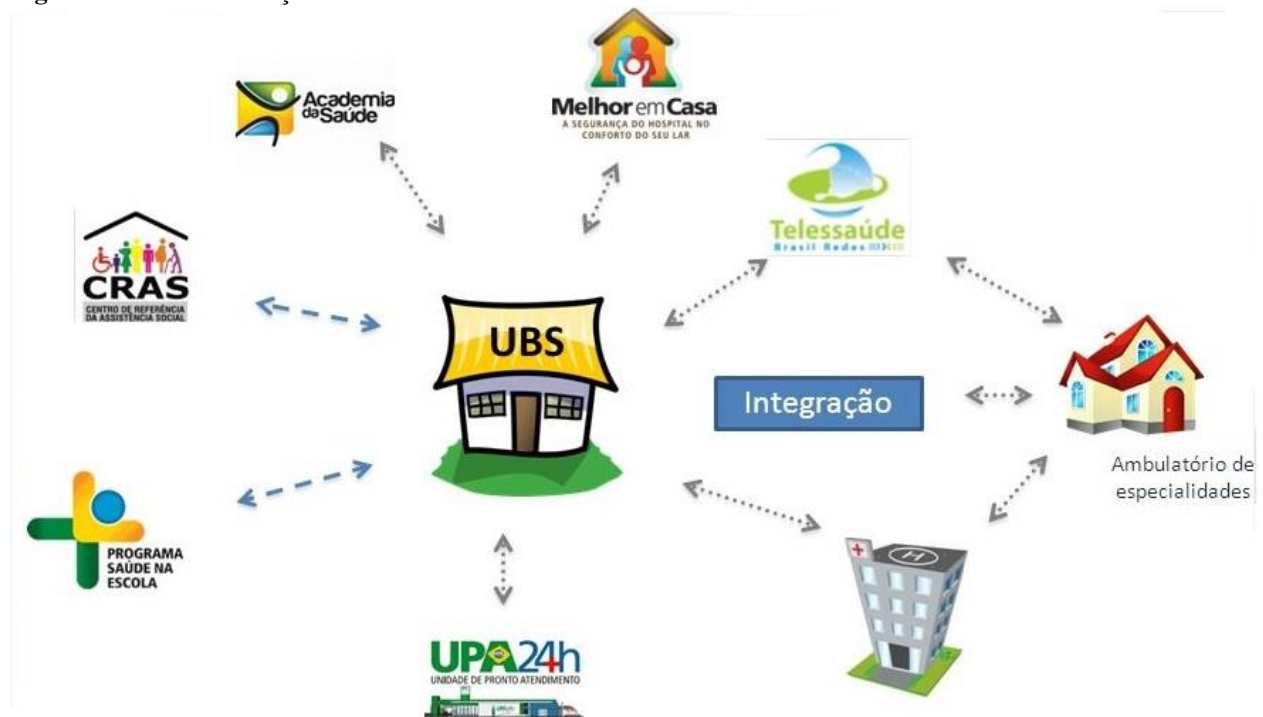 Academia
da Saúde
Melhor em Casa
A SEGURANÇA DO HOSPITAL NO
CONFORTO DO SEU LAR
Telessaúde
Brasil Redes
CRAS
CENTRO DE REFERÊNCIA
DA ASSISTÊNCIA SOCIAL
UBS
Integração
Ambulatório de
especialidades
PROGRAMA
SAÚDE NA
ESCOLA
H
UPA24h
UNIDADE DE PRONTO ATENDIMENTO